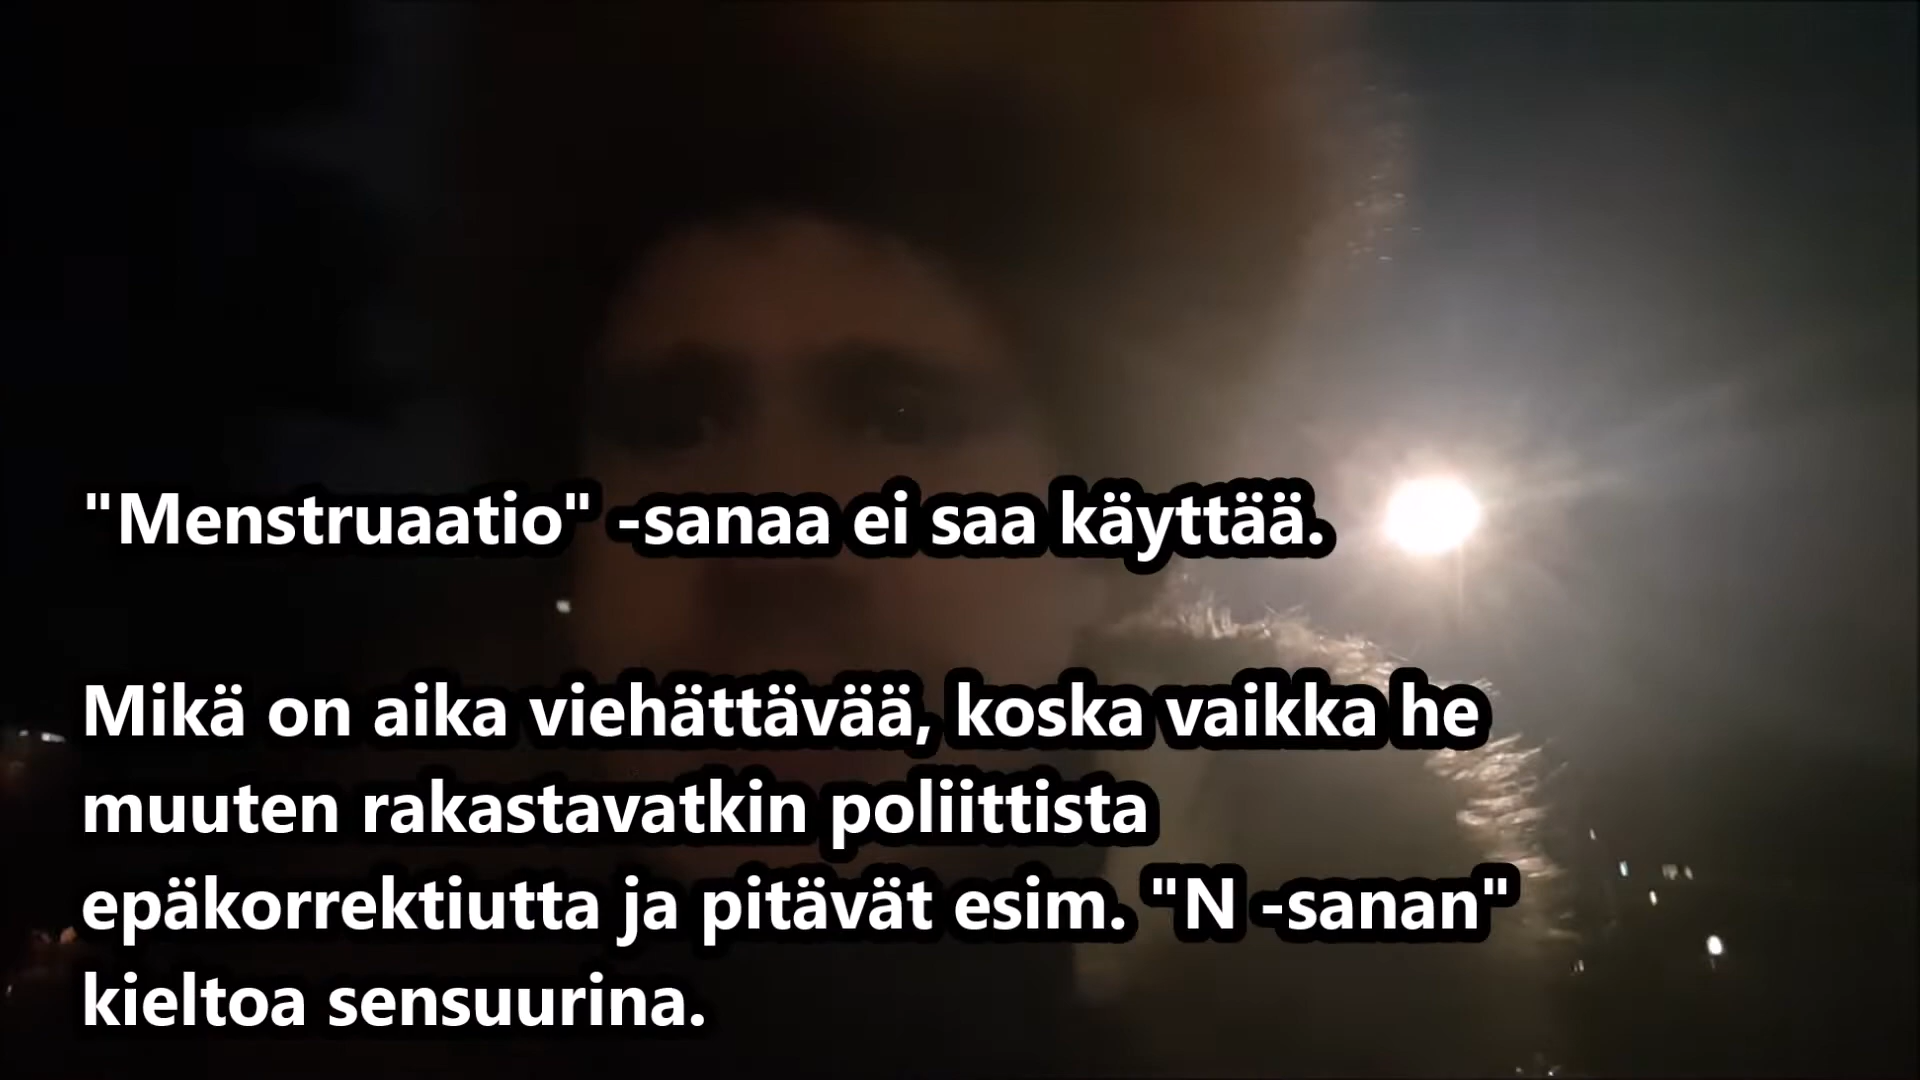 "Menstruaatio" -sanaa ei saa käyttää.
Mikä on aika viehättävää, koska vaikka he
muuten rakastavatkin poliittista
epäkorrektiutta ja pitävät esim. "N -sanan"
kieltoa sensuurina.